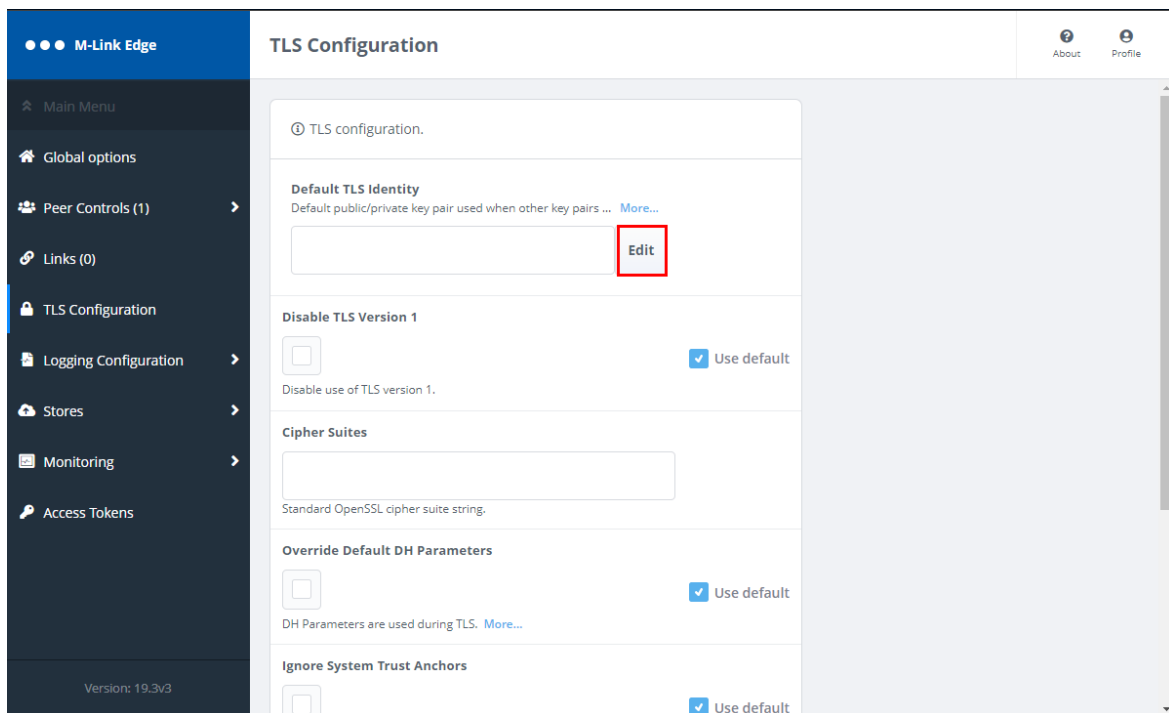 M-Link Edge
TLS Configuration
About
Profile
Main Menu
Global options
Peer Controls (1)
Links (0)
TLS Configuration
Logging Configuration
Stores
Monitoring
Access Tokens
Version: 19.3v3
TLS configuration.
Default TLS Identity
Default public/private key pair used when other key pairs ... More...
Edit
Disable TLS Version 1
Use default
Disable use of TLS version 1.
Cipher Suites
Standard OpenSSL cipher suite string.
Override Default DH Parameters
Use default
DH Parameters are used during TLS. More...
Ignore System Trust Anchors
Use default